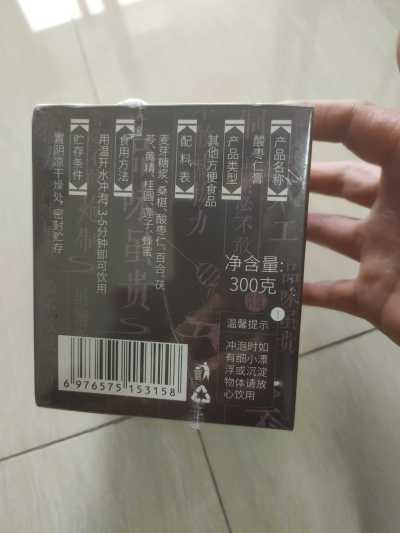 产品名称
酸枣仁膏
产品类型
其他方便食品
配料表
麦芽糖浆、桑椹、酸枣仁、百合、茯
苓、黄精、桂圆、莲子、蜂蜜。
食用方法
用温开水冲泡,3-5分钟即可饮用
贮存条件
置阴凉干燥处,密封贮存
净含量:
300克
温馨提示
冲泡时如
有细小漂
浮或沉淀
物体请放
心饮用
6 976575 153158